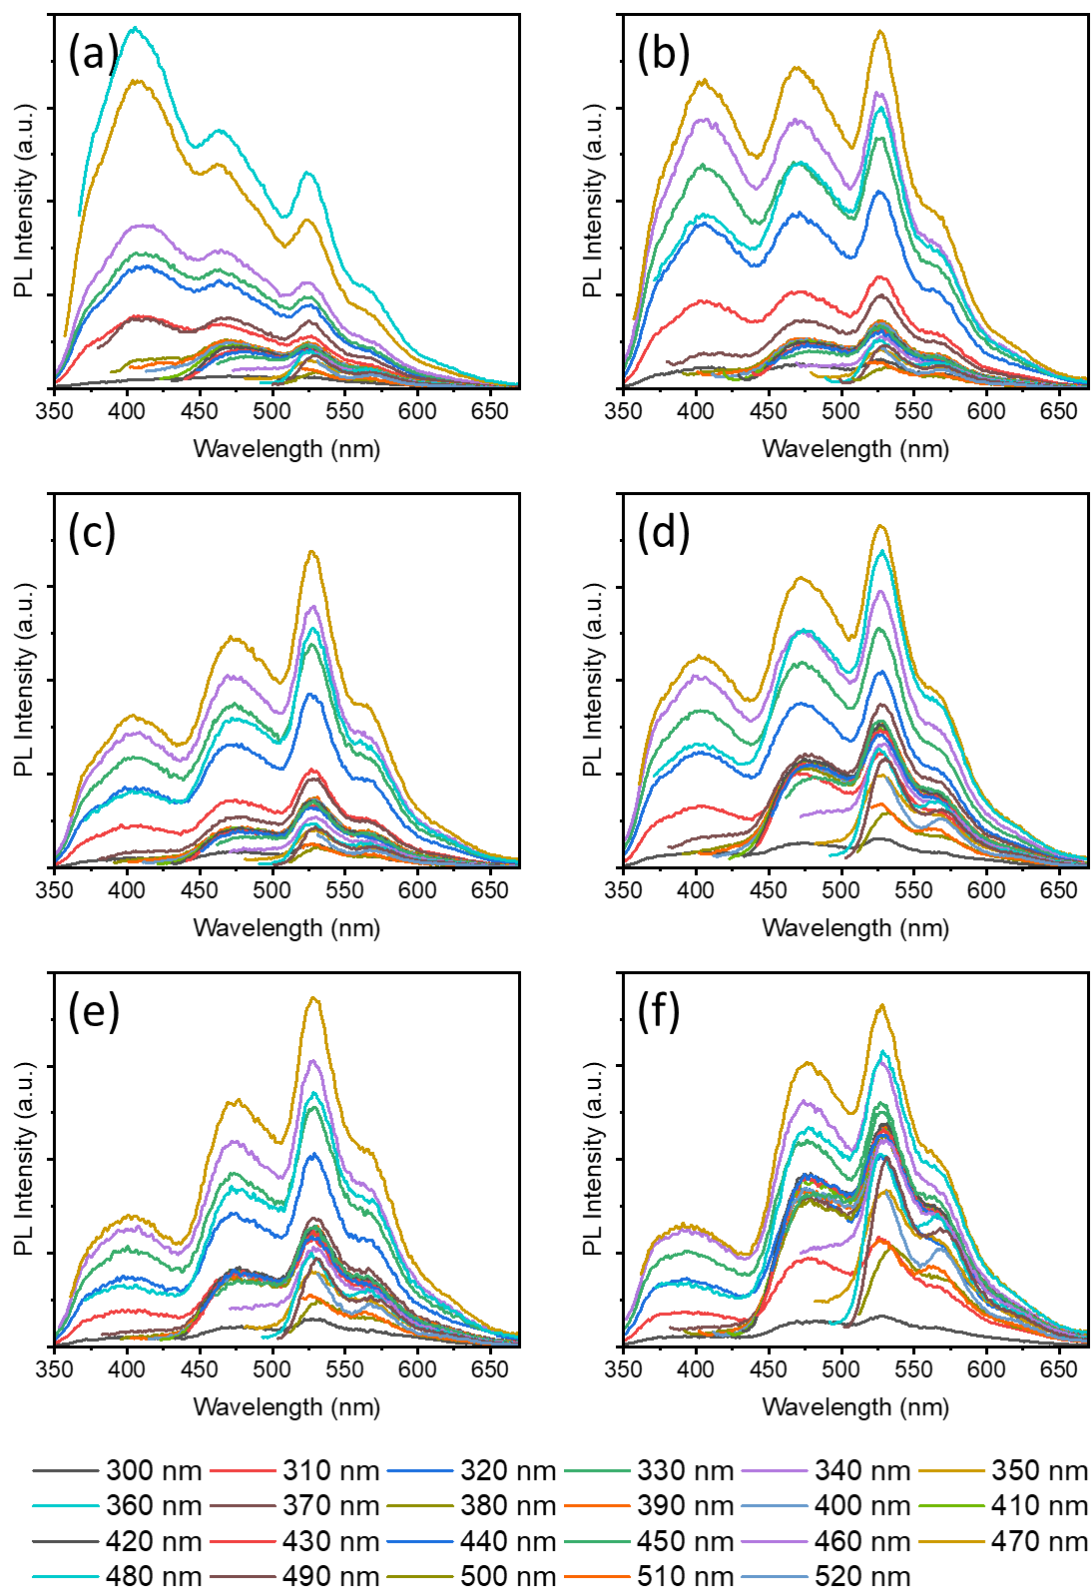 (a) (b)
PL Intensity (a.u.) PL Intensity (a.u.)
350 400 450 500 550 600 650 350 400 450 500 550 600 650
Wavelength (nm) Wavelength (nm)
(c) (d)
PL Intensity (a.u.) PL Intensity (a.u.)
350 400 450 500 550 600 650 350 400 450 500 550 600 650
Wavelength (nm) Wavelength (nm)
(e) (f)
PL Intensity (a.u.) PL Intensity (a.u.)
350 400 450 500 550 600 650 350 400 450 500 550 600 650
Wavelength (nm) Wavelength (nm)
300 nm 310 nm 320 nm 330 nm 340 nm 350 nm
360 nm 370 nm 380 nm 390 nm 400 nm 410 nm
420 nm 430 nm 440 nm 450 nm 460 nm 470 nm
480 nm 490 nm 500 nm 510 nm 520 nm